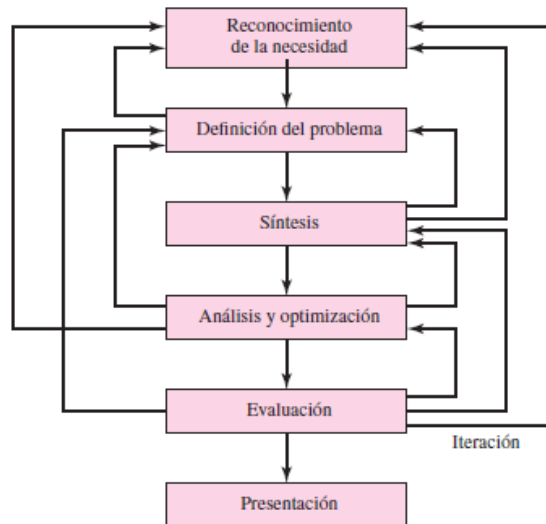 Reconocimiento
de la necesidad
Definición del problema
Síntesis
Análisis y optimización
Evaluación
Iteración
Presentación